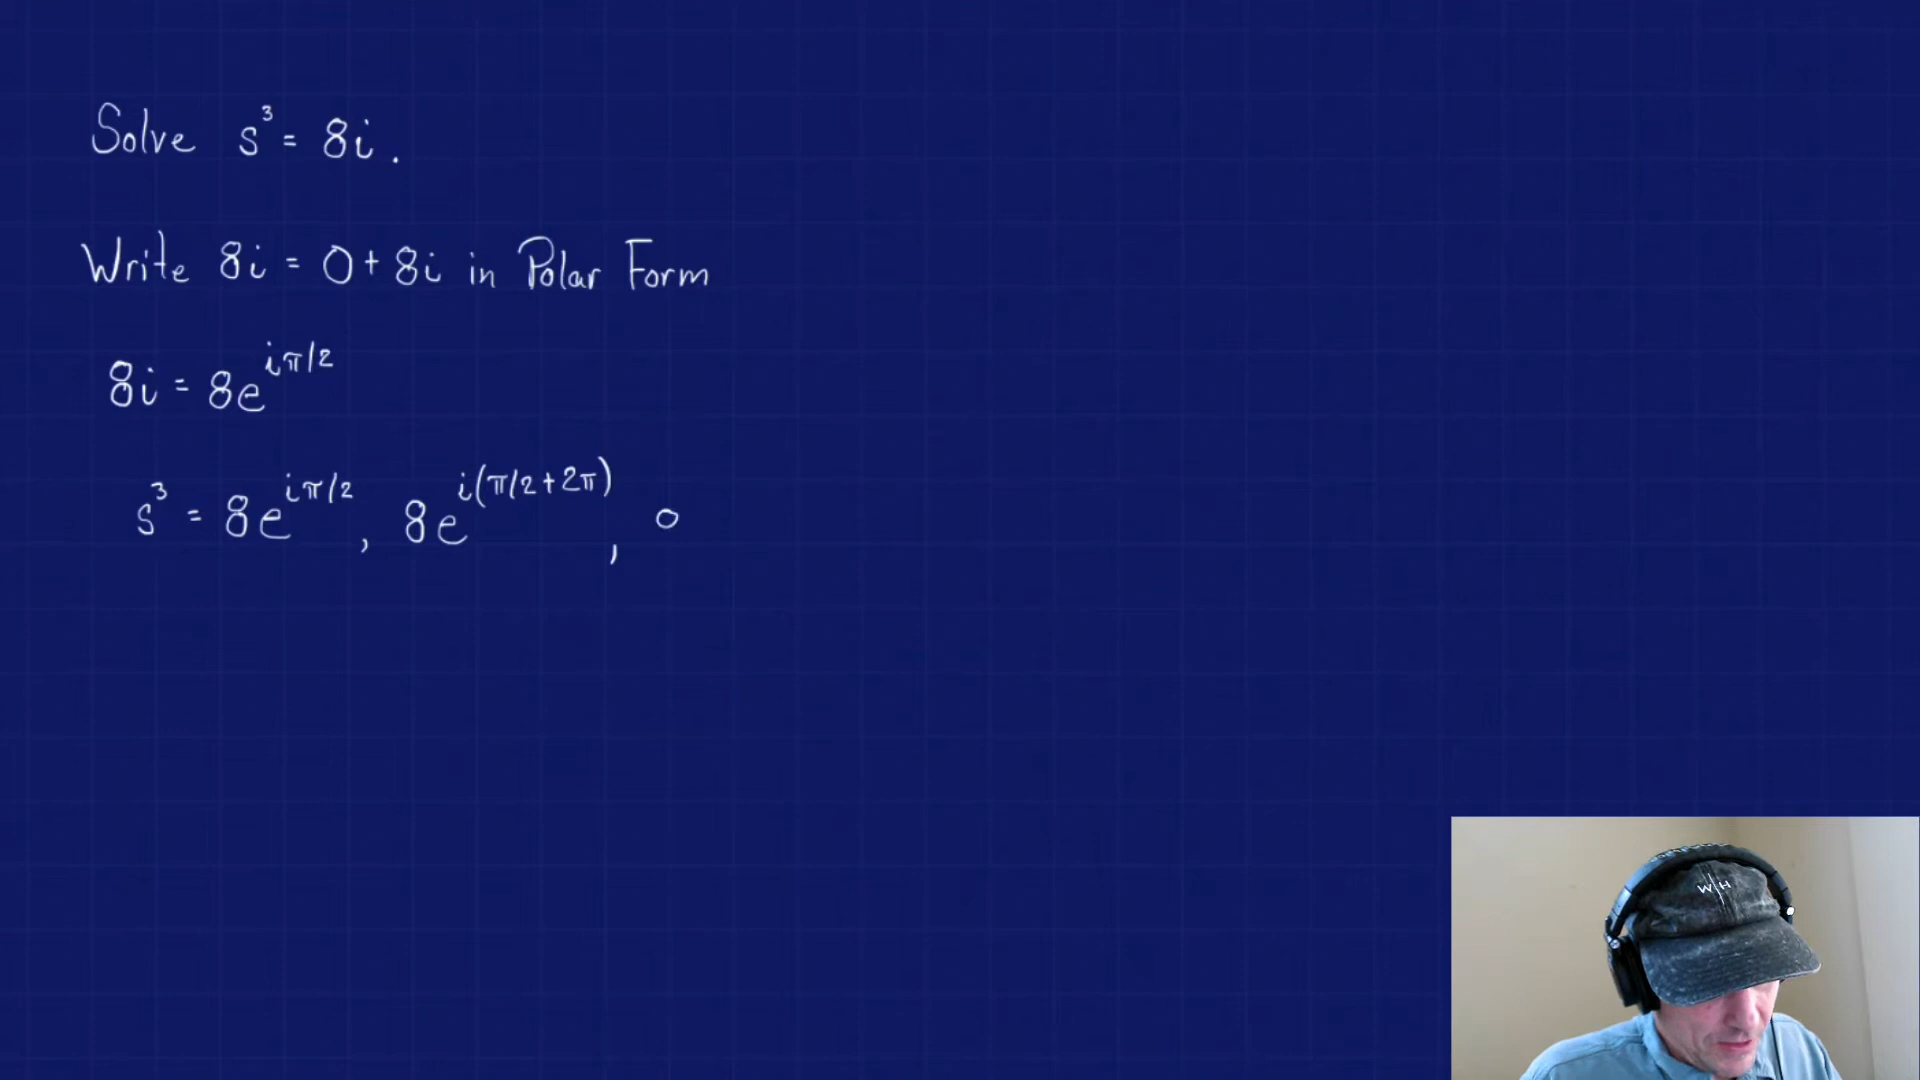 Solve s³ = 8i.
Write 8i = 0 + 8i in Polar Form
8i = 8e^{iπ/2}
s³ = 8e^{iπ/2}, 8e^{i(π/2+2π)}, o
W H